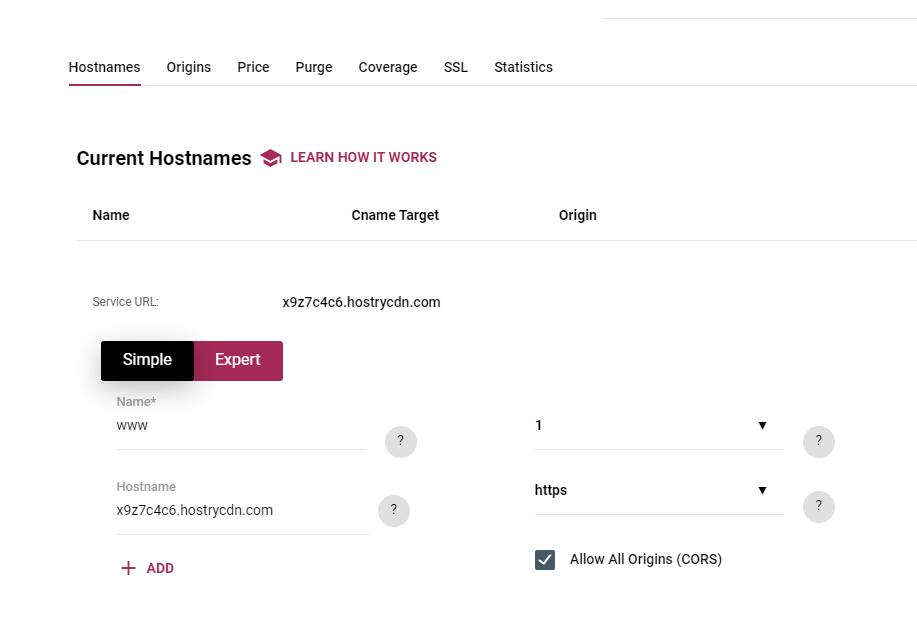 Hostnames Origins Price Purge Coverage SSL Statistics
Current Hostnames LEARN HOW IT WORKS
Name Cname Target Origin
Service URL: x9z7c4c6.hostrycdn.com
Simple Expert
Name*
www ? 1 ▼ ?
Hostname
x9z7c4c6.hostrycdn.com ? https ▼ ?
Allow All Origins (CORS)
+ ADD